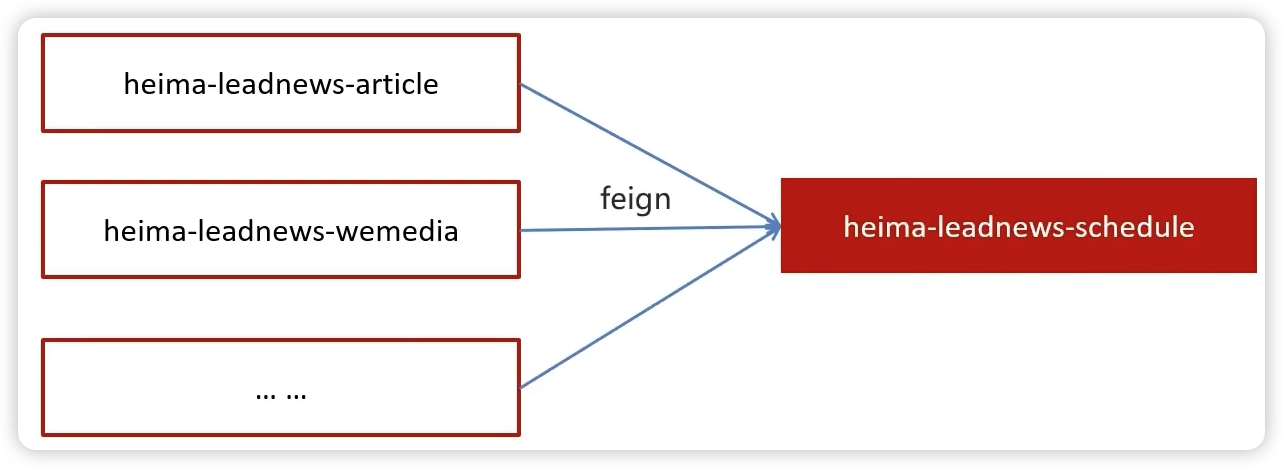 heima-leadnews-article
feign
heima-leadnews-wemedia
heima-leadnews-schedule
... ...